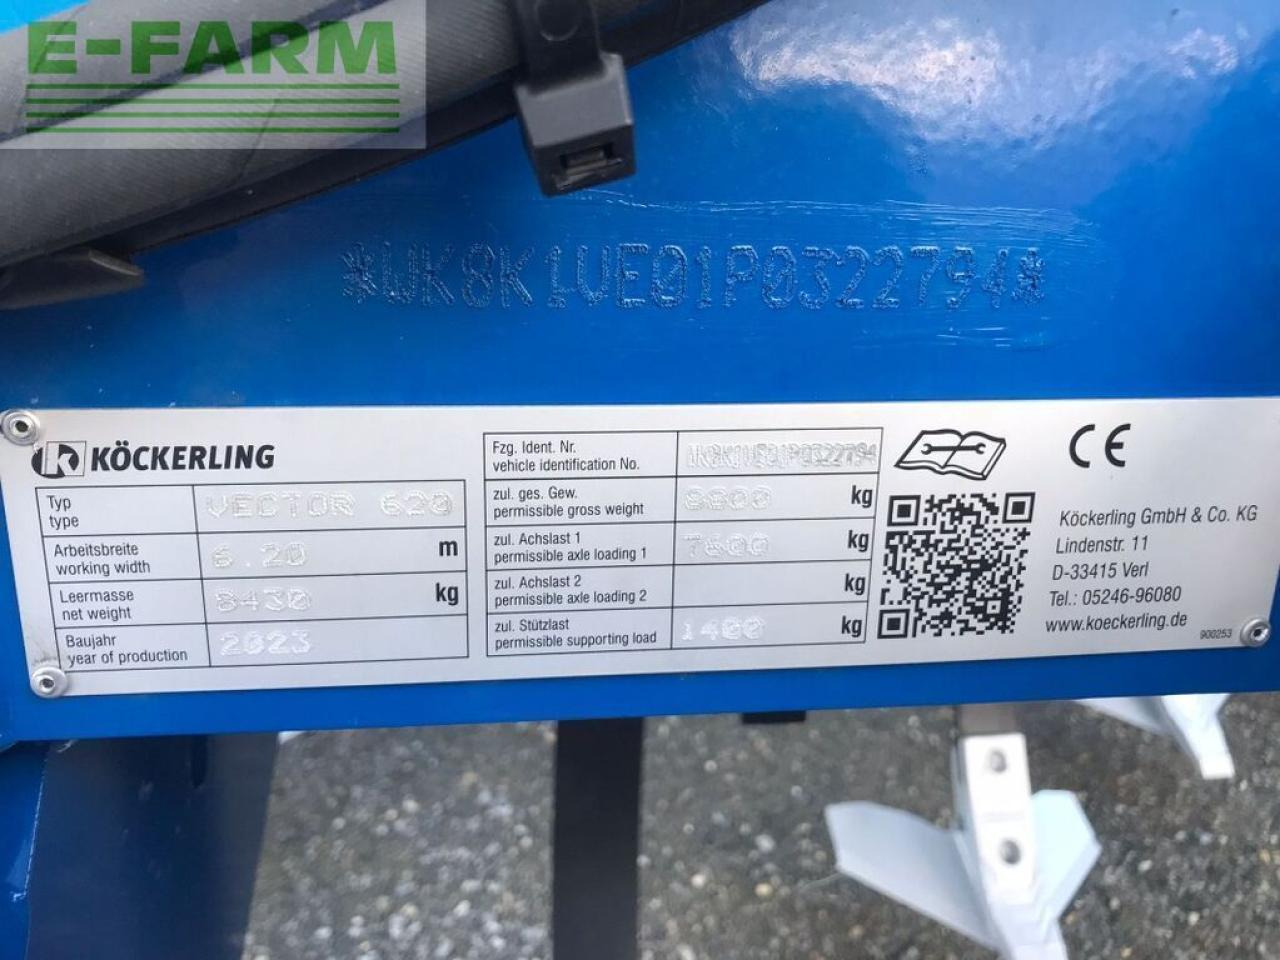 E-FARM
*WK8K1VE01P0322794*
KÖCKERLING
Typ
type
VECTOR 620
Arbeitsbreite
working width
6.20 m
Leermasse
net weight
8430 kg
Baujahr
year of production
2023
Fzg. Ident. Nr.
vehicle identification No.
WK8K1VE01P0322794
zul. ges. Gew.
permissible gross weight
kg
zul. Achslast 1
permissible axle loading 1
7600 kg
zul. Achslast 2
permissible axle loading 2
kg
zul. Stützlast
permissible supporting load
1400 kg
CE
Köckerling GmbH & Co. KG
Lindenstr. 11
D-33415 Verl
Tel.: 05246-96080
www.koeckerling.de
900253